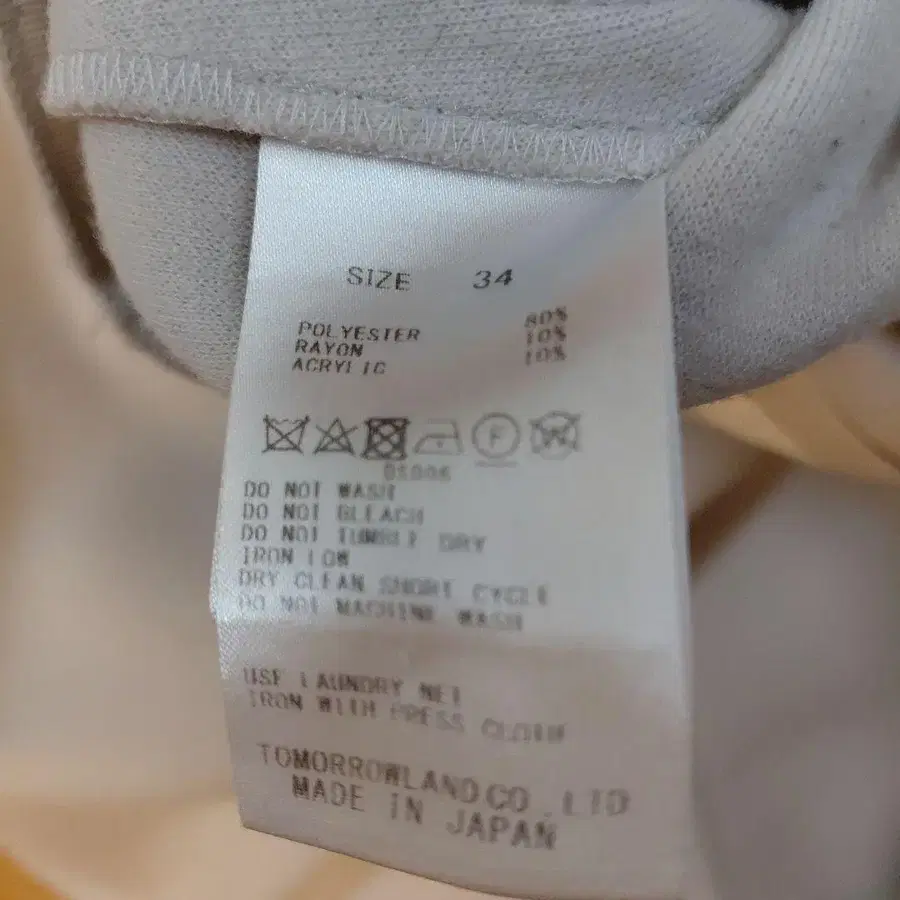 SIZE 34
POLYESTER 80%
RAYON 10%
ACRYLIC 10%
F
DO NOT WASH
DO NOT BLEACH
DO NOT TUMBLE DRY
IRON LOW
DRY CLEAN SHORT CYCLE
DO NOT MACHINE WASH
USE LAUNDRY NET
IRON WITH PRESS CLOTH
TOMORROWLAND CO.,LTD
MADE IN JAPAN